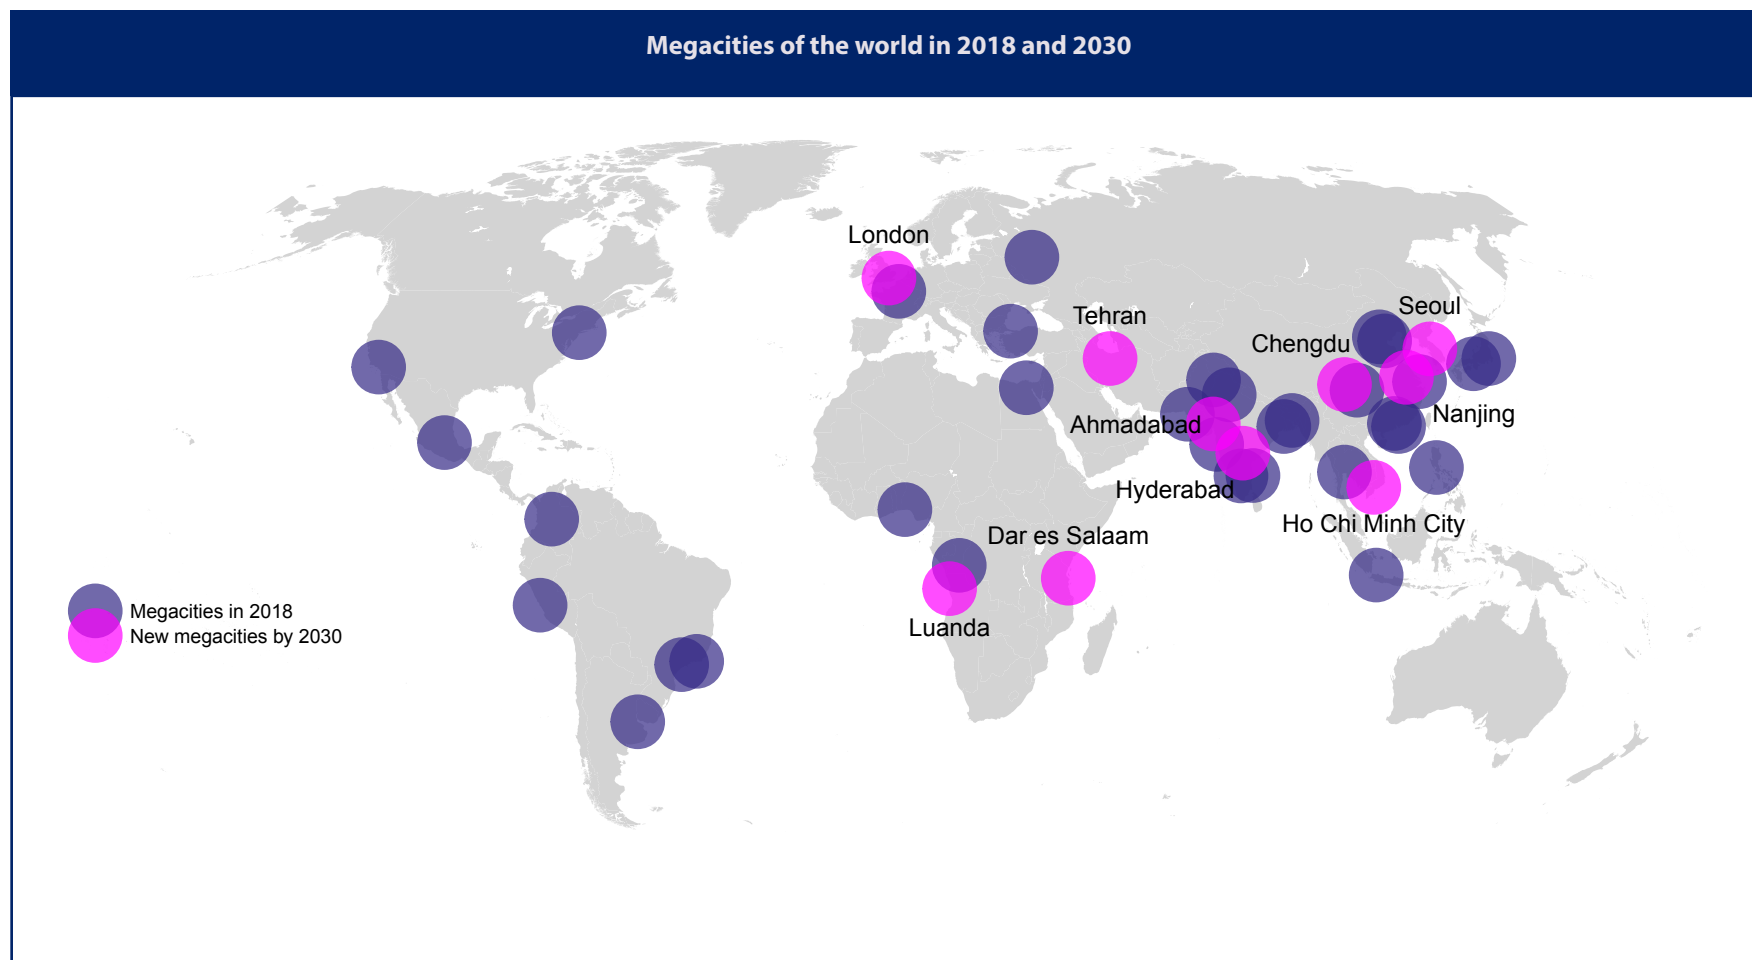 Megacities of the world in 2018 and 2030
London
Tehran
Seoul
Chengdu
Nanjing
Ahmadabad
Hyderabad
Ho Chi Minh City
Dar es Salaam
Luanda
Megacities in 2018
New megacities by 2030